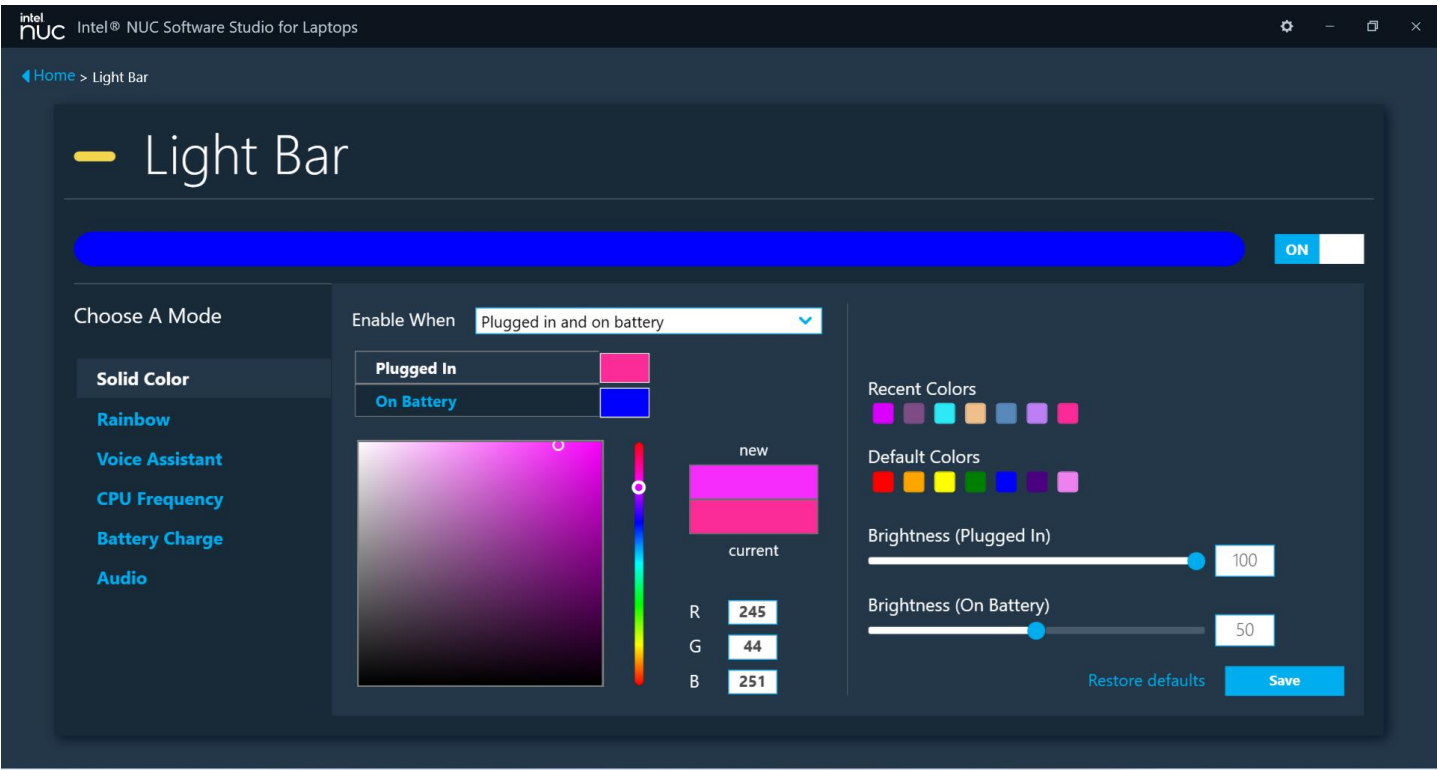 intel
nuc Intel® NUC Software Studio for Laptops
Home > Light Bar
Light Bar
ON
Choose A Mode
Solid Color
Rainbow
Voice Assistant
CPU Frequency
Battery Charge
Audio
Enable When Plugged in and on battery
Plugged In
On Battery
new
current
R 245
G 44
B 251
Recent Colors
Default Colors
Brightness (Plugged In)
100
Brightness (On Battery)
50
Restore defaults Save